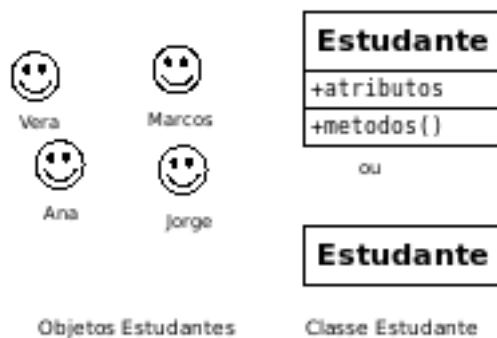 Vera
Marcos
Ana
Jorge
Objetos Estudantes
Estudante
+atributos
+metodos()
ou
Estudante
Classe Estudante